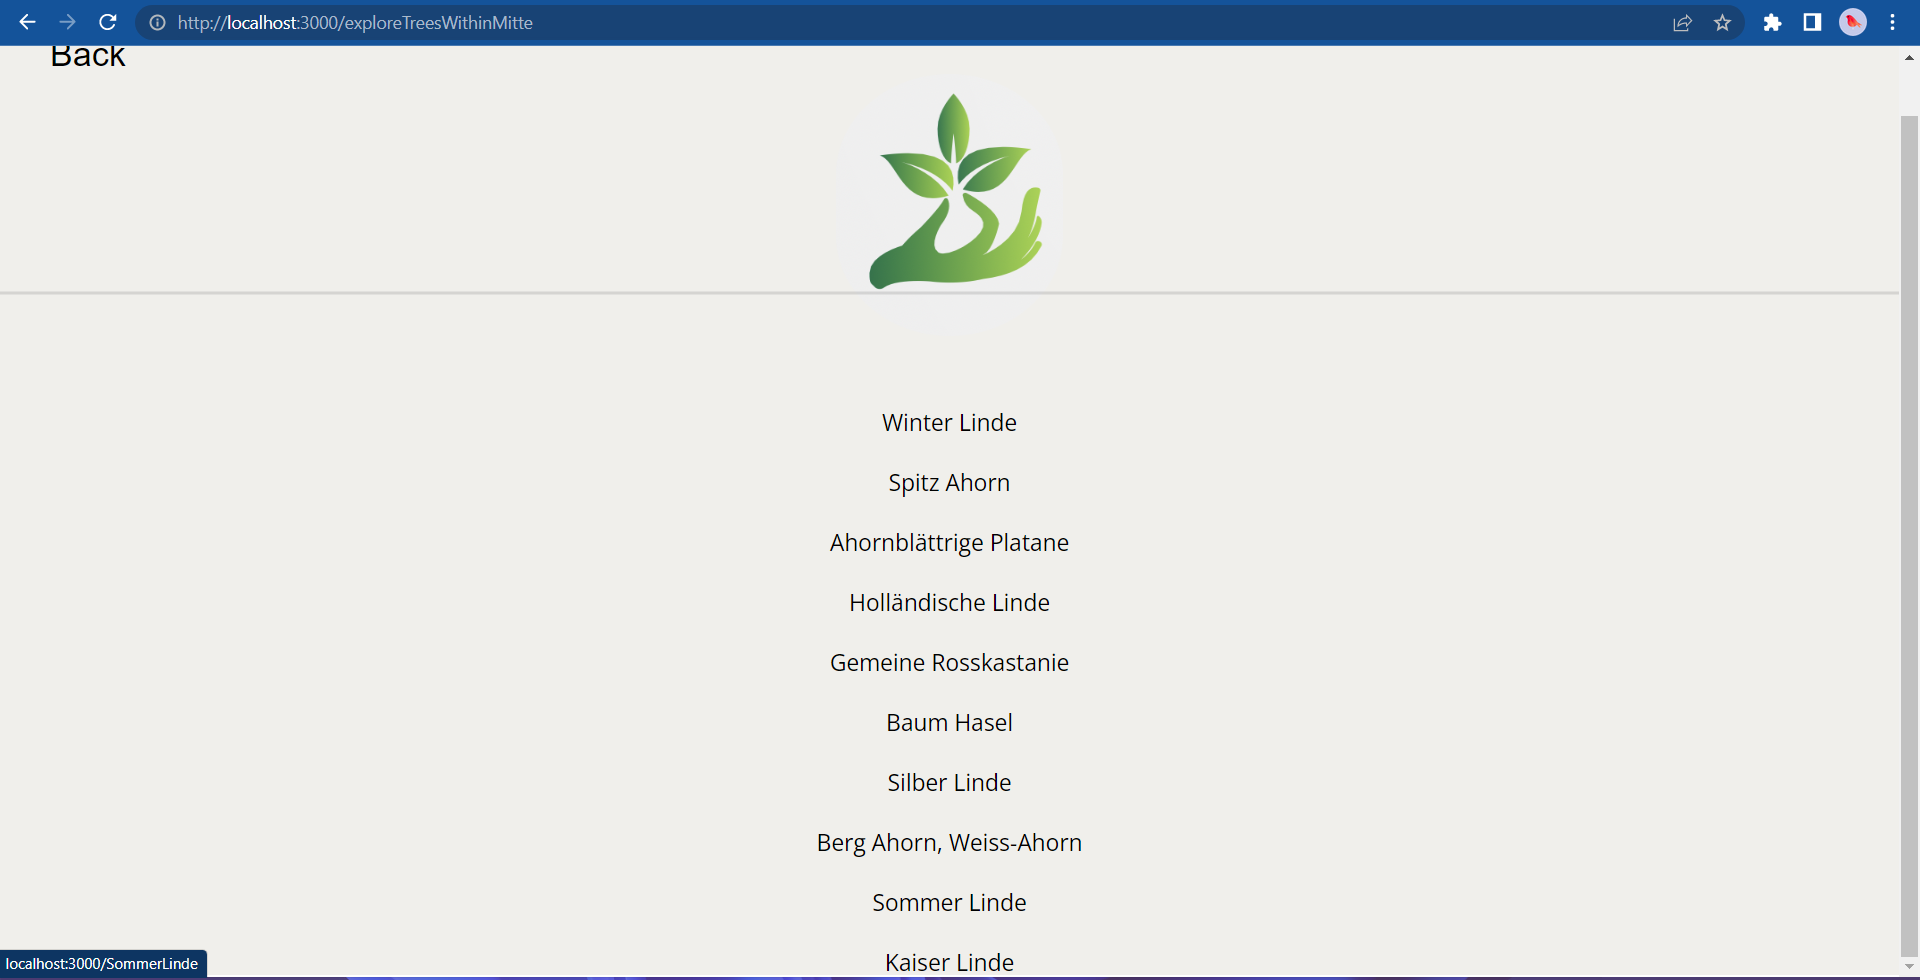 http://localhost:3000/exploreTreesWithinMitte
Back
Winter Linde
Spitz Ahorn
Ahornblättrige Platane
Holländische Linde
Gemeine Rosskastanie
Baum Hasel
Silber Linde
Berg Ahorn, Weiss-Ahorn
Sommer Linde
Kaiser Linde
localhost:3000/SommerLinde